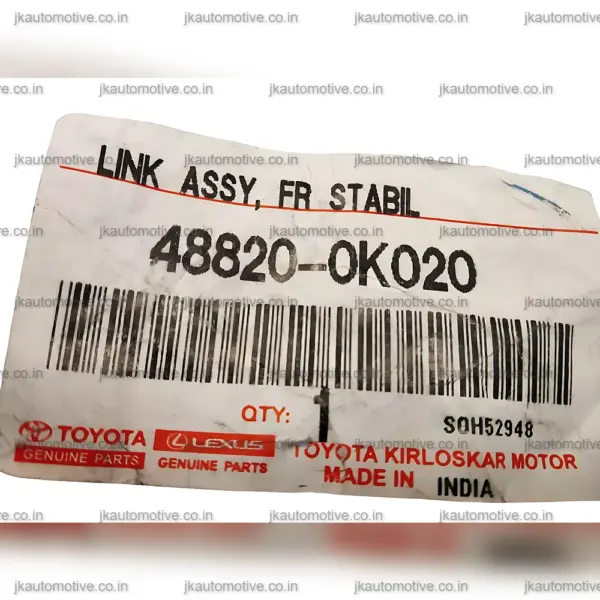 LINK ASSY, FR STABIL
48820-0K020
QTY: 1
SOH52948
TOYOTA
GENUINE PARTS
LEXUS
GENUINE PARTS
TOYOTA KIRLOSKAR MOTOR
MADE IN INDIA
jkautomotive.co.in